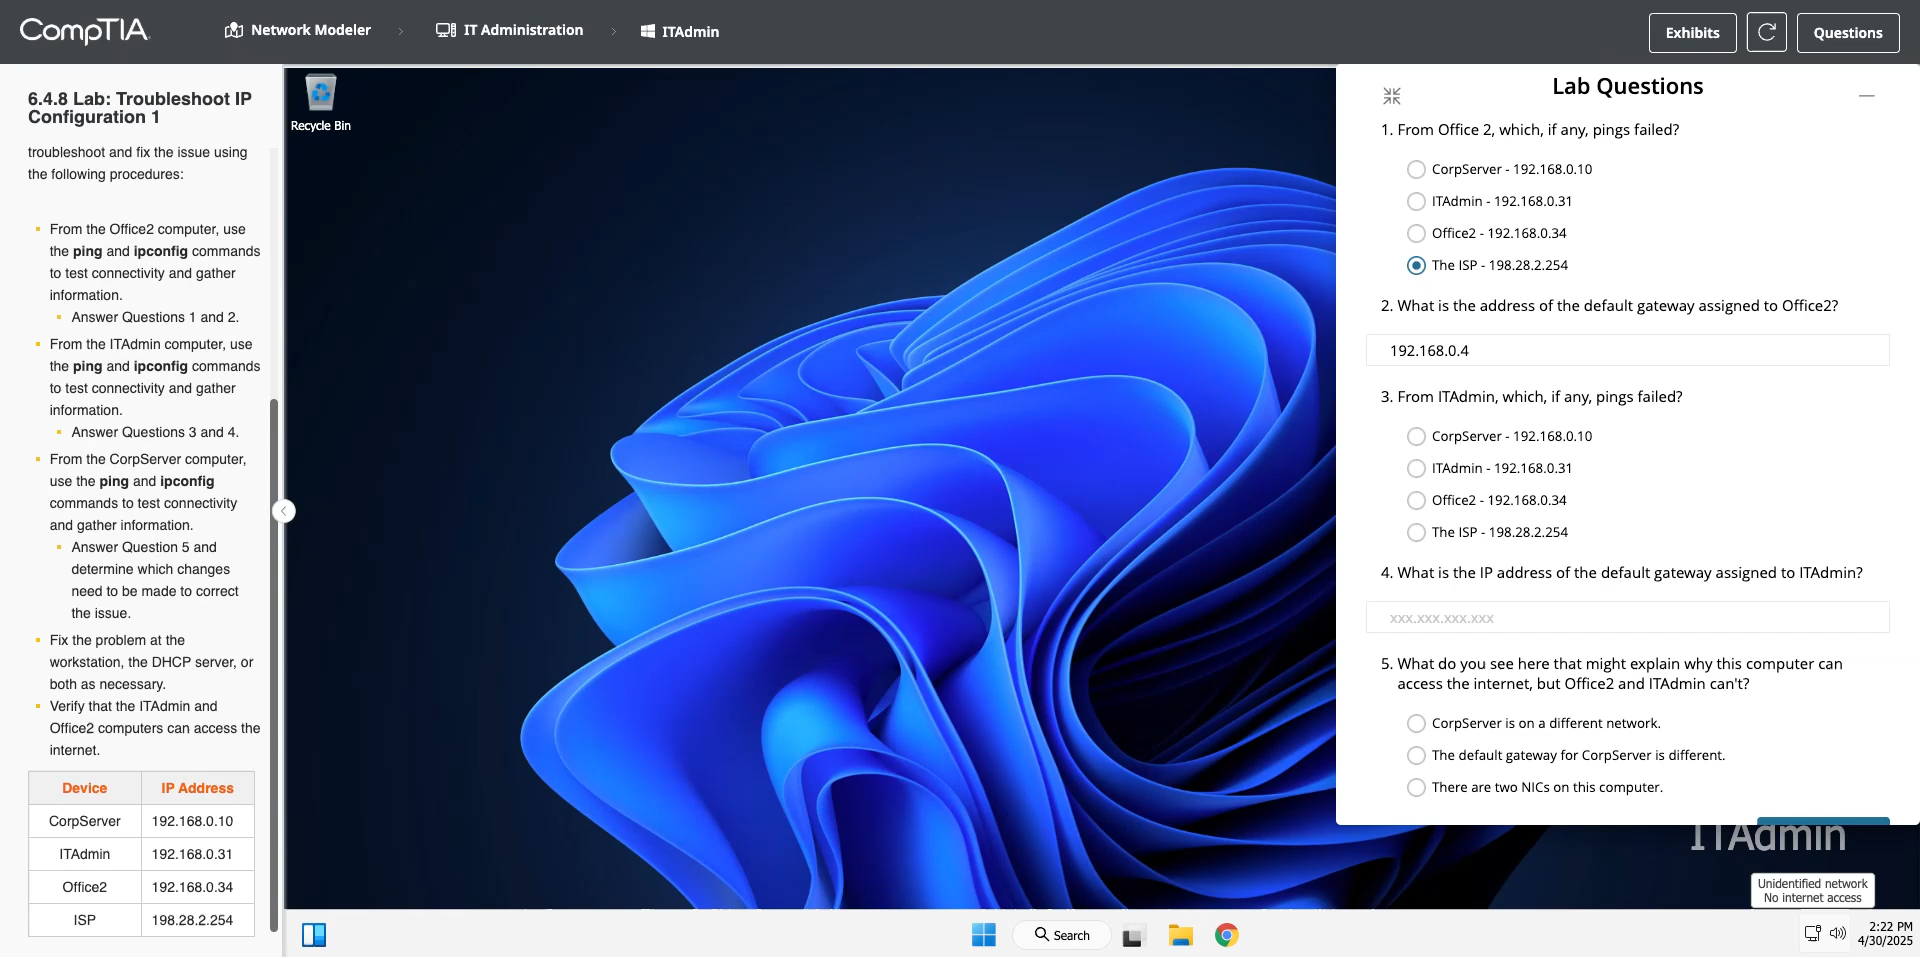 CompTIA.
Network Modeler
IT Administration
ITAdmin
Exhibits
Questions
6.4.8 Lab: Troubleshoot IP
Configuration 1
troubleshoot and fix the issue using
the following procedures:
From the Office2 computer, use
the ping and ipconfig commands
to test connectivity and gather
information.
Answer Questions 1 and 2.
From the ITAdmin computer, use
the ping and ipconfig commands
to test connectivity and gather
information.
Answer Questions 3 and 4.
From the CorpServer computer,
use the ping and ipconfig
commands to test connectivity
and gather information.
Answer Question 5 and
determine which changes
need to be made to correct
the issue.
Fix the problem at the
workstation, the DHCP server, or
both as necessary.
Verify that the ITAdmin and
Office2 computers can access the
internet.
Device IP Address
CorpServer 192.168.0.10
ITAdmin 192.168.0.31
Office2 192.168.0.34
ISP 198.28.2.254
Recycle Bin
Lab Questions
1. From Office 2, which, if any, pings failed?
CorpServer - 192.168.0.10
ITAdmin - 192.168.0.31
Office2 - 192.168.0.34
The ISP - 198.28.2.254
2. What is the address of the default gateway assigned to Office2?
192.168.0.4
3. From ITAdmin, which, if any, pings failed?
CorpServer - 192.168.0.10
ITAdmin - 192.168.0.31
Office2 - 192.168.0.34
The ISP - 198.28.2.254
4. What is the IP address of the default gateway assigned to ITAdmin?
xxx.xxx.xxx.xxx
5. What do you see here that might explain why this computer can
access the internet, but Office2 and ITAdmin can't?
CorpServer is on a different network.
The default gateway for CorpServer is different.
There are two NICs on this computer.
ITAdmin
Unidentified network
No internet access
Search
2:22 PM
4/30/2025